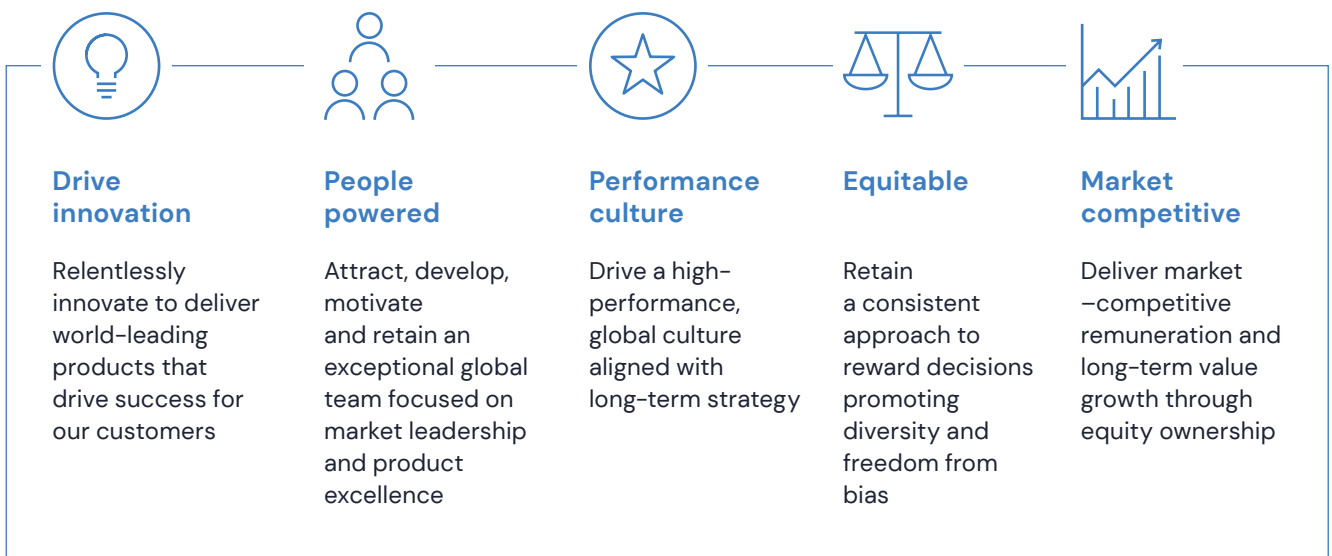 Drive
innovation
Relentlessly
innovate to deliver
world-leading
products that
drive success for
our customers
People
powered
Attract, develop,
motivate
and retain an
exceptional global
team focused on
market leadership
and product
excellence
Performance
culture
Drive a high-
performance,
global culture
aligned with
long-term strategy
Equitable
Retain
a consistent
approach to
reward decisions
promoting
diversity and
freedom from
bias
Market
competitive
Deliver market
–competitive
remuneration and
long-term value
growth through
equity ownership